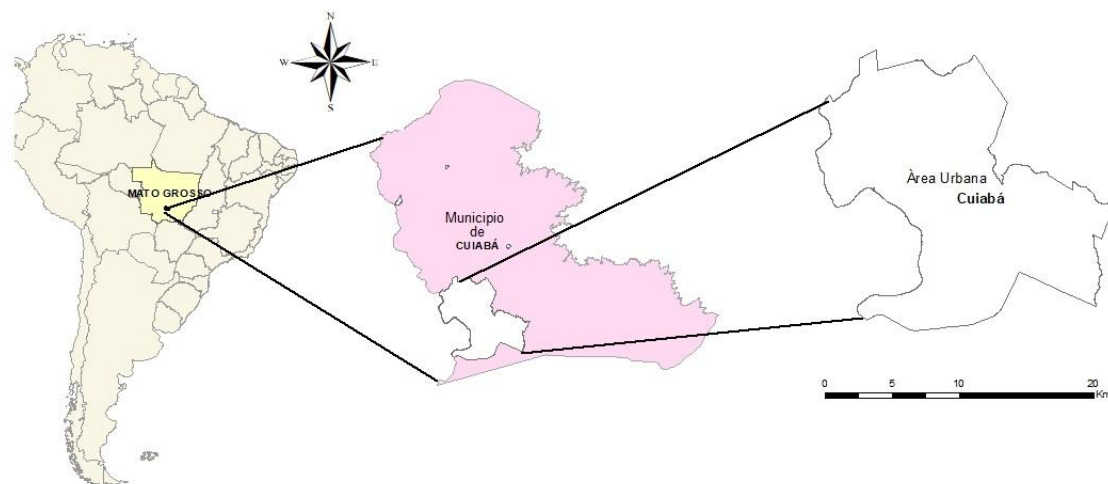 N
W E
S
MATO GROSSO
Municipio
de
CUIABÁ
Àrea Urbana
Cuiabá
0 5 10 20
Km